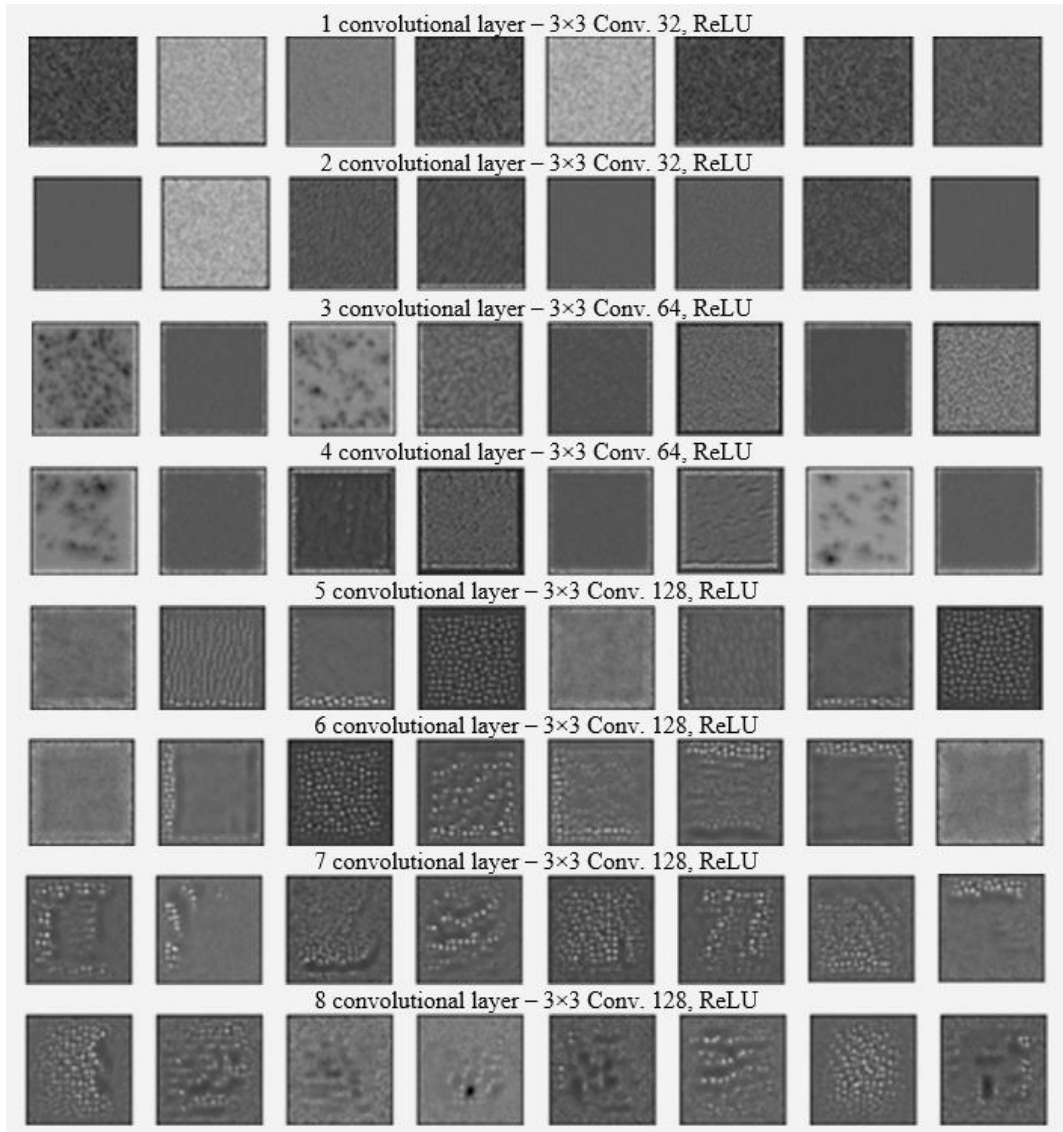 1 convolutional layer – 3×3 Conv. 32, ReLU
2 convolutional layer – 3×3 Conv. 32, ReLU
3 convolutional layer – 3×3 Conv. 64, ReLU
4 convolutional layer – 3×3 Conv. 64, ReLU
5 convolutional layer – 3×3 Conv. 128, ReLU
6 convolutional layer – 3×3 Conv. 128, ReLU
7 convolutional layer – 3×3 Conv. 128, ReLU
8 convolutional layer – 3×3 Conv. 128, ReLU